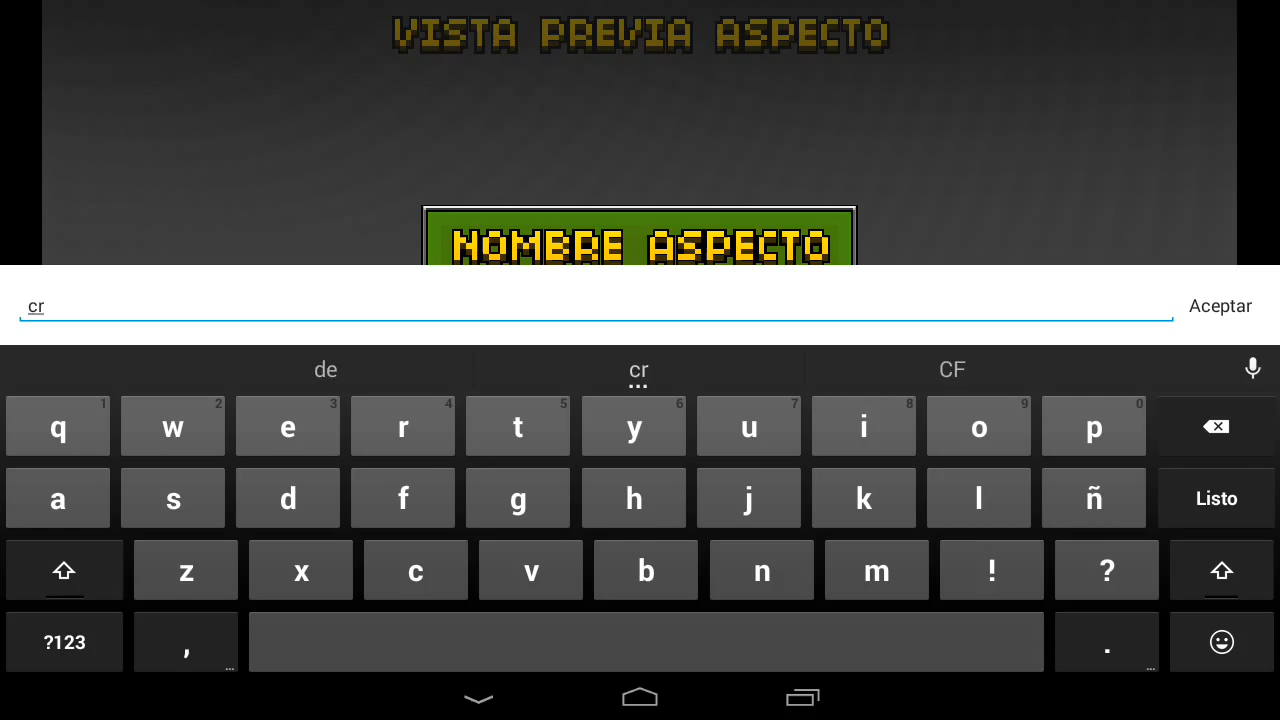 VISTA PREVIA ASPECTO
NOMBRE ASPECTO
cr Aceptar
de cr CF
q 1 w 2 e 3 r 4 t 5 y 6 u 7 i 8 o 9 p 0
a s d f g h j k l ñ Listo
z x c v b n m ! ?
?123 , ... . ...